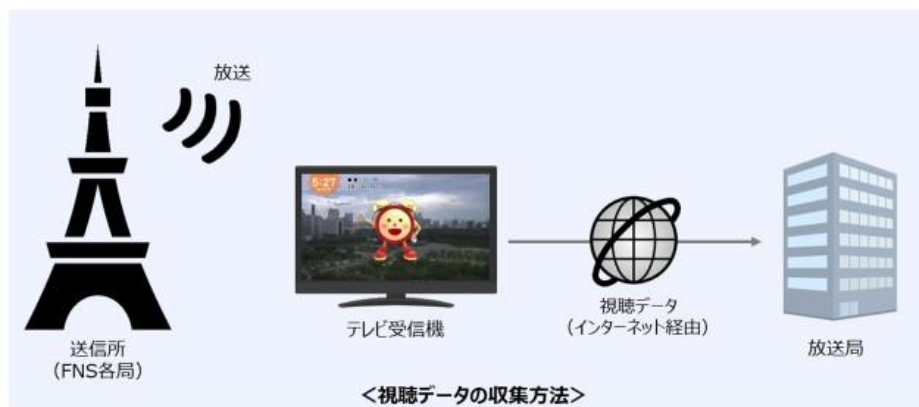 放送
5:27
送信所
(FNS各局)
テレビ受信機
視聴データ
(インターネット経由)
放送局
＜視聴データの収集方法＞